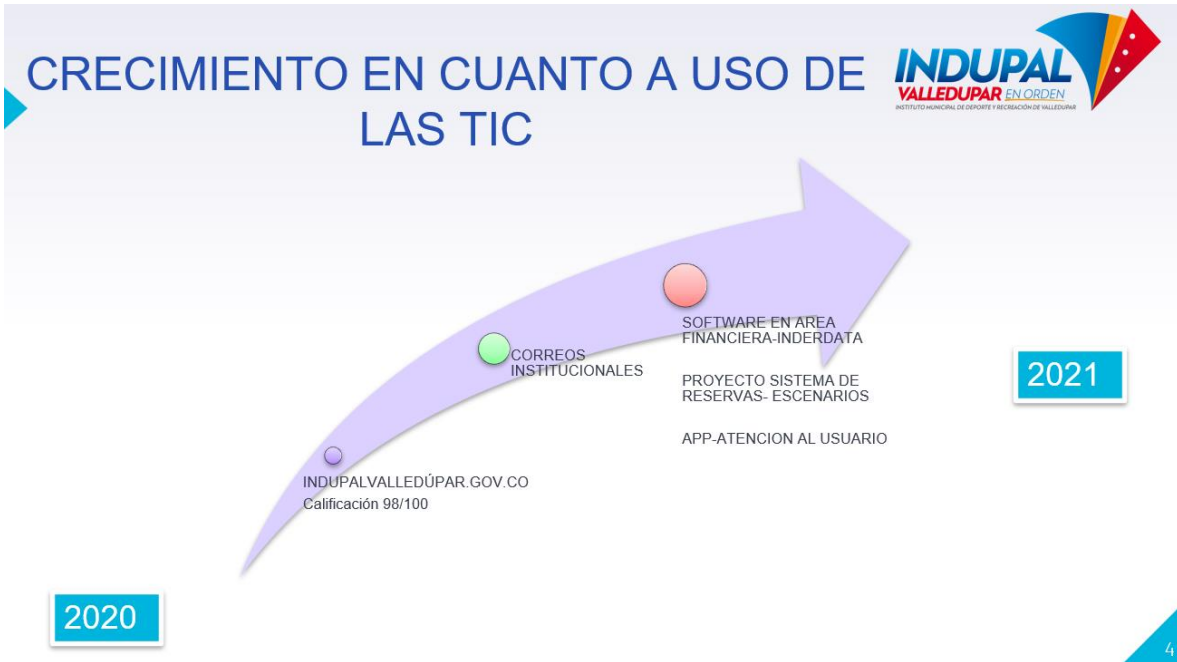 CRECIMIENTO EN CUANTO A USO DE
LAS TIC
INDUPAL
VALLEDUPAR EN ORDEN
INSTITUTO MUNICIPAL DE DEPORTE Y RECREACIÓN DE VALLEDUPAR
SOFTWARE EN AREA
FINANCIERA-INDERDATA
PROYECTO SISTEMA DE
RESERVAS- ESCENARIOS
APP-ATENCION AL USUARIO
CORREOS
INSTITUCIONALES
2021
INDUPALVALLEDÚPAR.GOV.CO
Calificación 98/100
2020
4